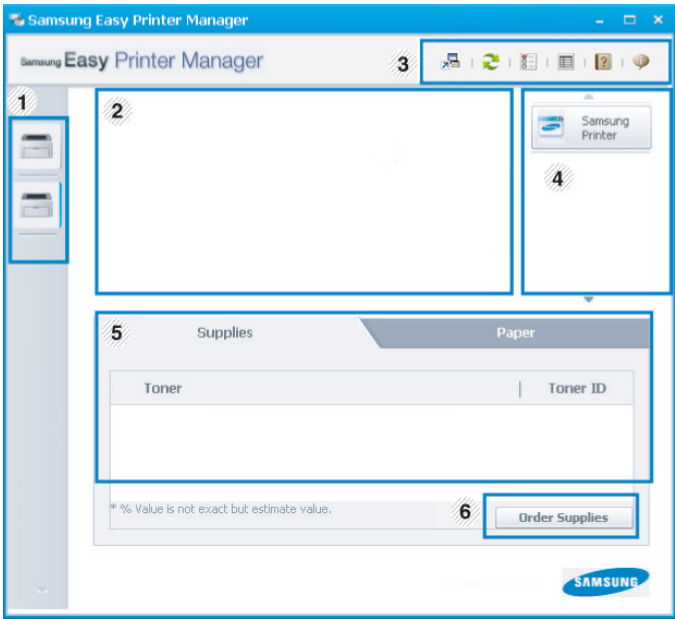 Samsung Easy Printer Manager
Samsung Easy Printer Manager
3
1
2
Samsung
Printer
4
5
Supplies
Paper
Toner
Toner ID
* % Value is not exact but estimate value.
6
Order Supplies
SAMSUNG